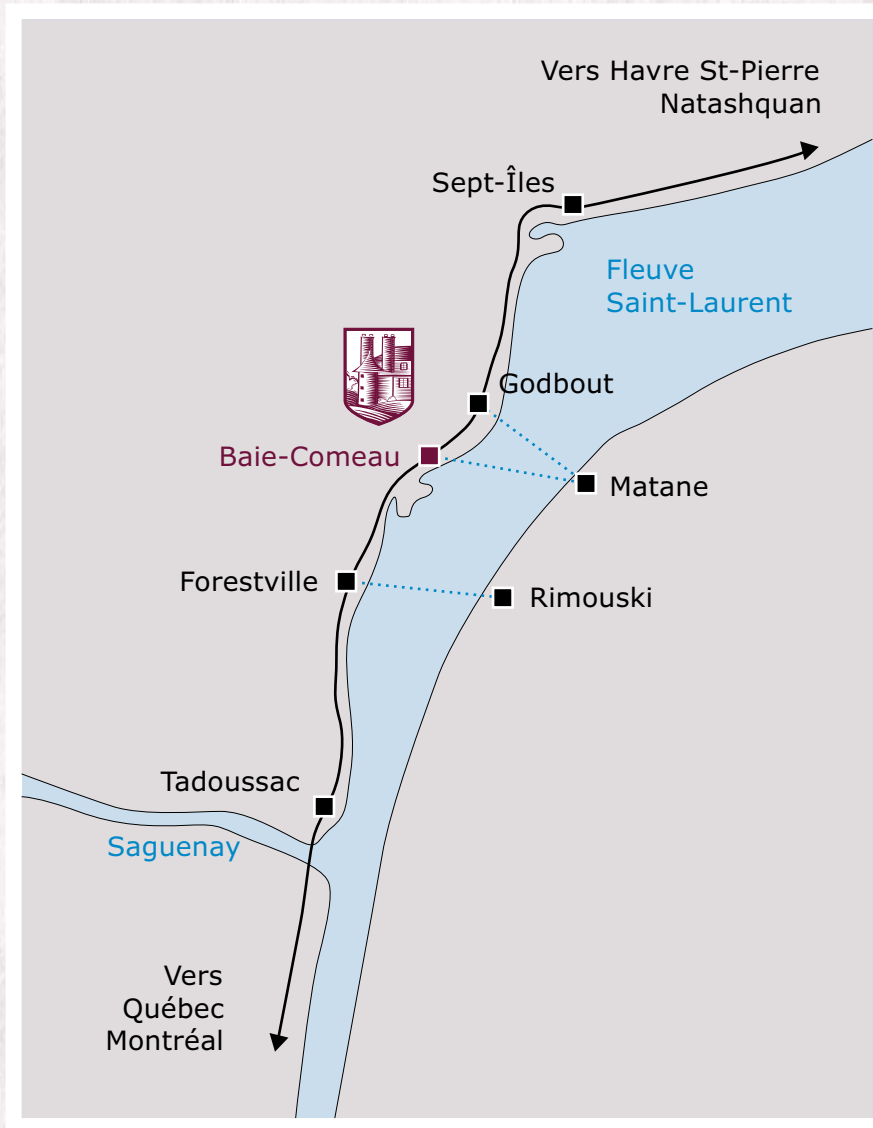 Vers Havre St-Pierre
Natashquan
Sept-Îles
Fleuve
Saint-Laurent
Godbout
Baie-Comeau
Matane
Forestville
Rimouski
Tadoussac
Saguenay
Vers
Québec
Montréal